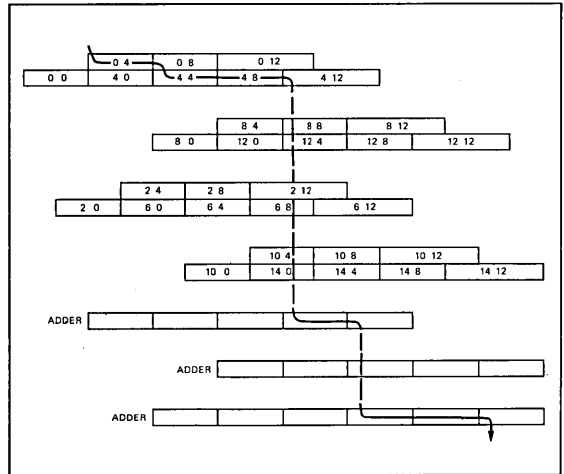 0 4 0 8 0 12
0 0 4 0 4 4 4 8 4 12
8 4 8 8 8 12
8 0 12 0 12 4 12 8 12 12
2 4 2 8 2 12
2 0 6 0 6 4 6 8 6 12
10 4 10 8 10 12
10 0 14 0 14 4 14 8 14 12
ADDER
ADDER
ADDER